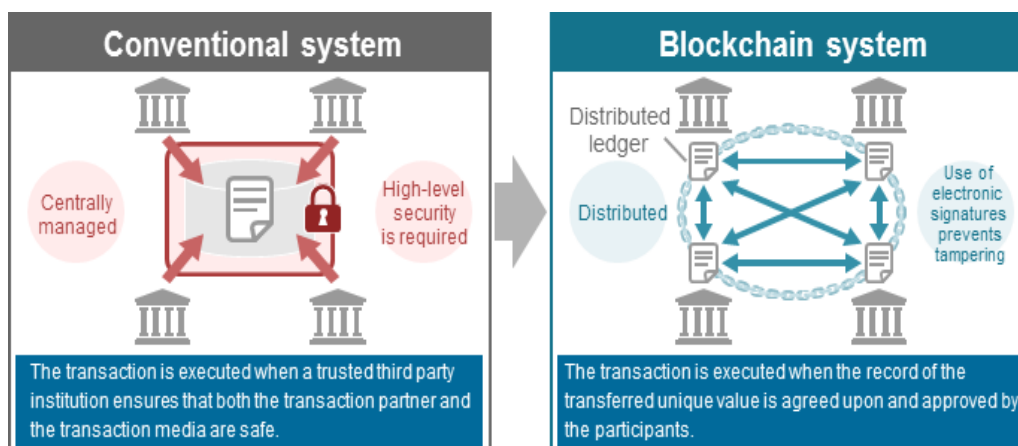 Conventional system
Centrally
managed
High-level
security
is required
The transaction is executed when a trusted third party
institution ensures that both the transaction partner and
the transaction media are safe.
Blockchain system
Distributed
ledger
Distributed
Use of
electronic
signatures
prevents
tampering
The transaction is executed when the record of the
transferred unique value is agreed upon and approved by
the participants.